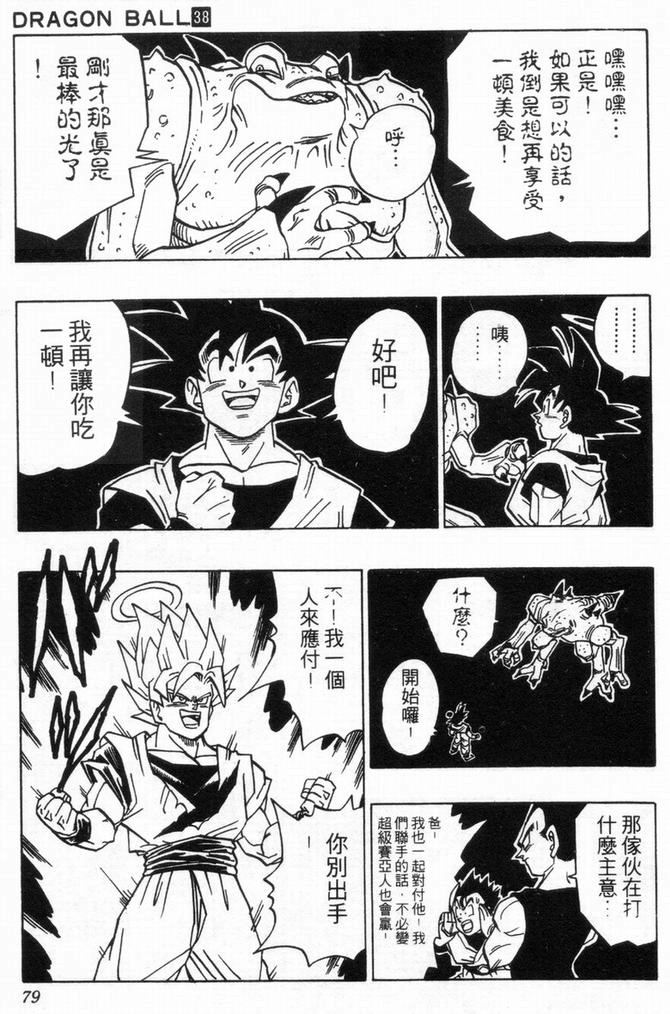 DRAGON BALL 38
嘿嘿嘿…
正是！
如果可以的話，
我倒是想再享受
一頓美食！
呼…
剛才那真是
最棒的光了
！
………
咦……
……
好吧！
我再讓你吃
一頓！
什麼？
開始囉！
那傢伙在打
什麼主意…
爸！
我也一起對付他！我
們聯手的話，不必變
超級賽亞人也會贏！
不！我一個
人來應付！
你別出手
！
79